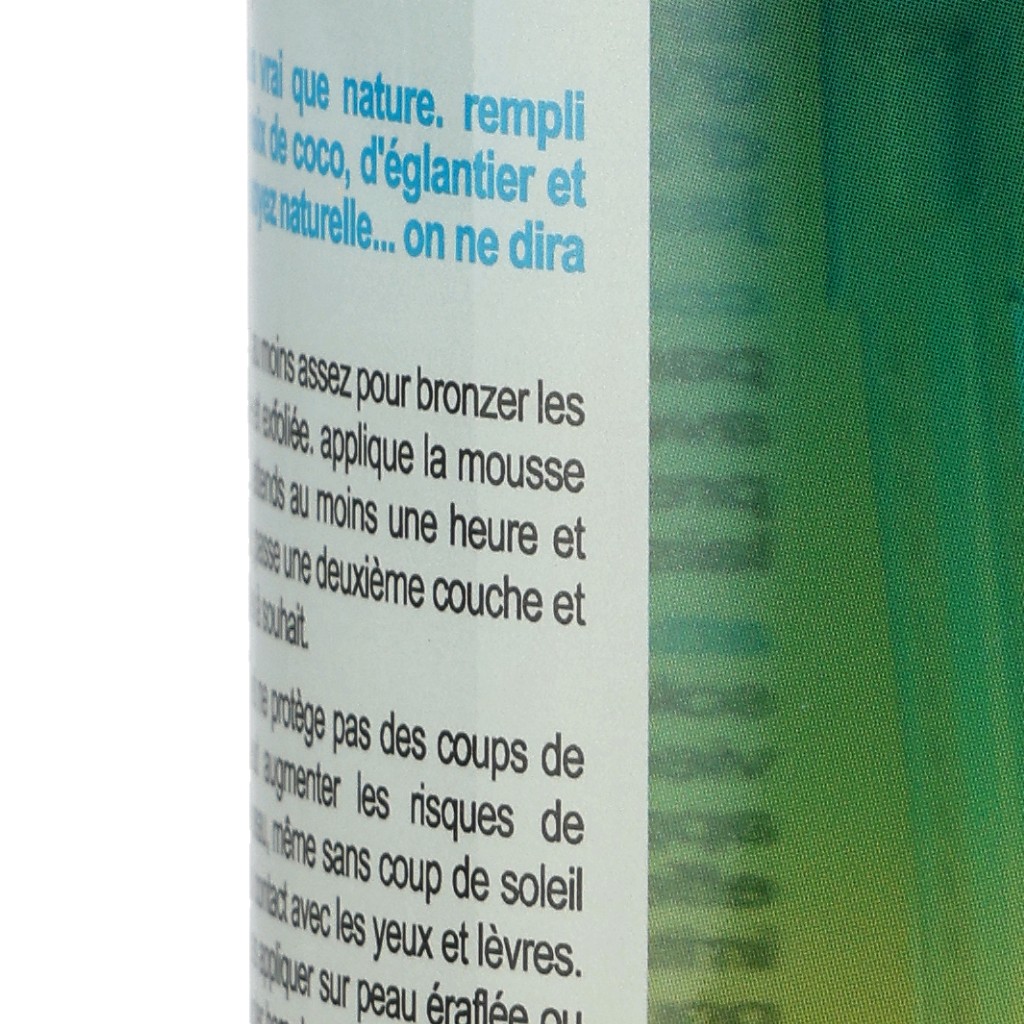 vrai que nature. rempli
de coco, d'églantier et
naturelle... on ne dira
moins assez pour bronzer les
et exfoliée. applique la mousse
au moins une heure et
une deuxième couche et
souhait.
ne protège pas des coups de
augmenter les risques de
même sans coup de soleil
contact avec les yeux et lèvres.
appliquer sur peau éraflée ou